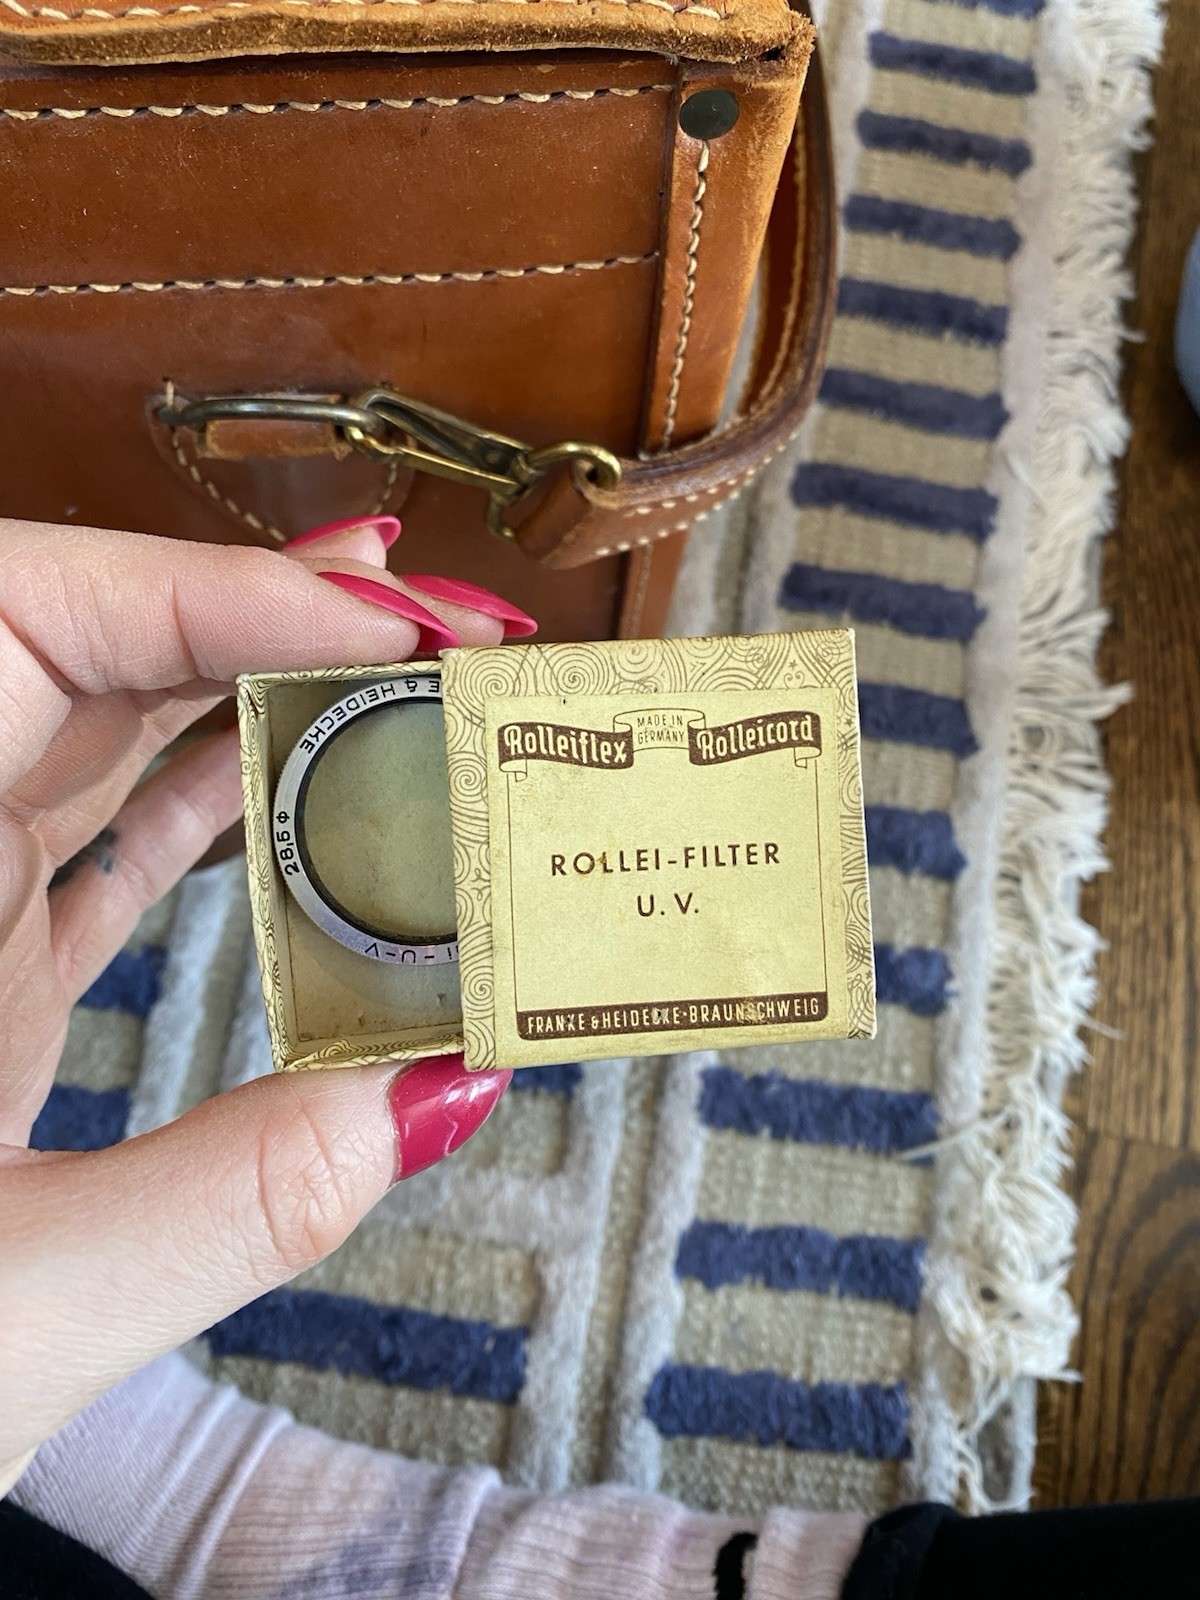 Rolleiflex MADE IN GERMANY Rolleicord
ROLLEI-FILTER
U. V.
FRANKE & HEIDECKE·BRAUNSCHWEIG
E & HEIDECKE
28,5 Φ
I - U-V